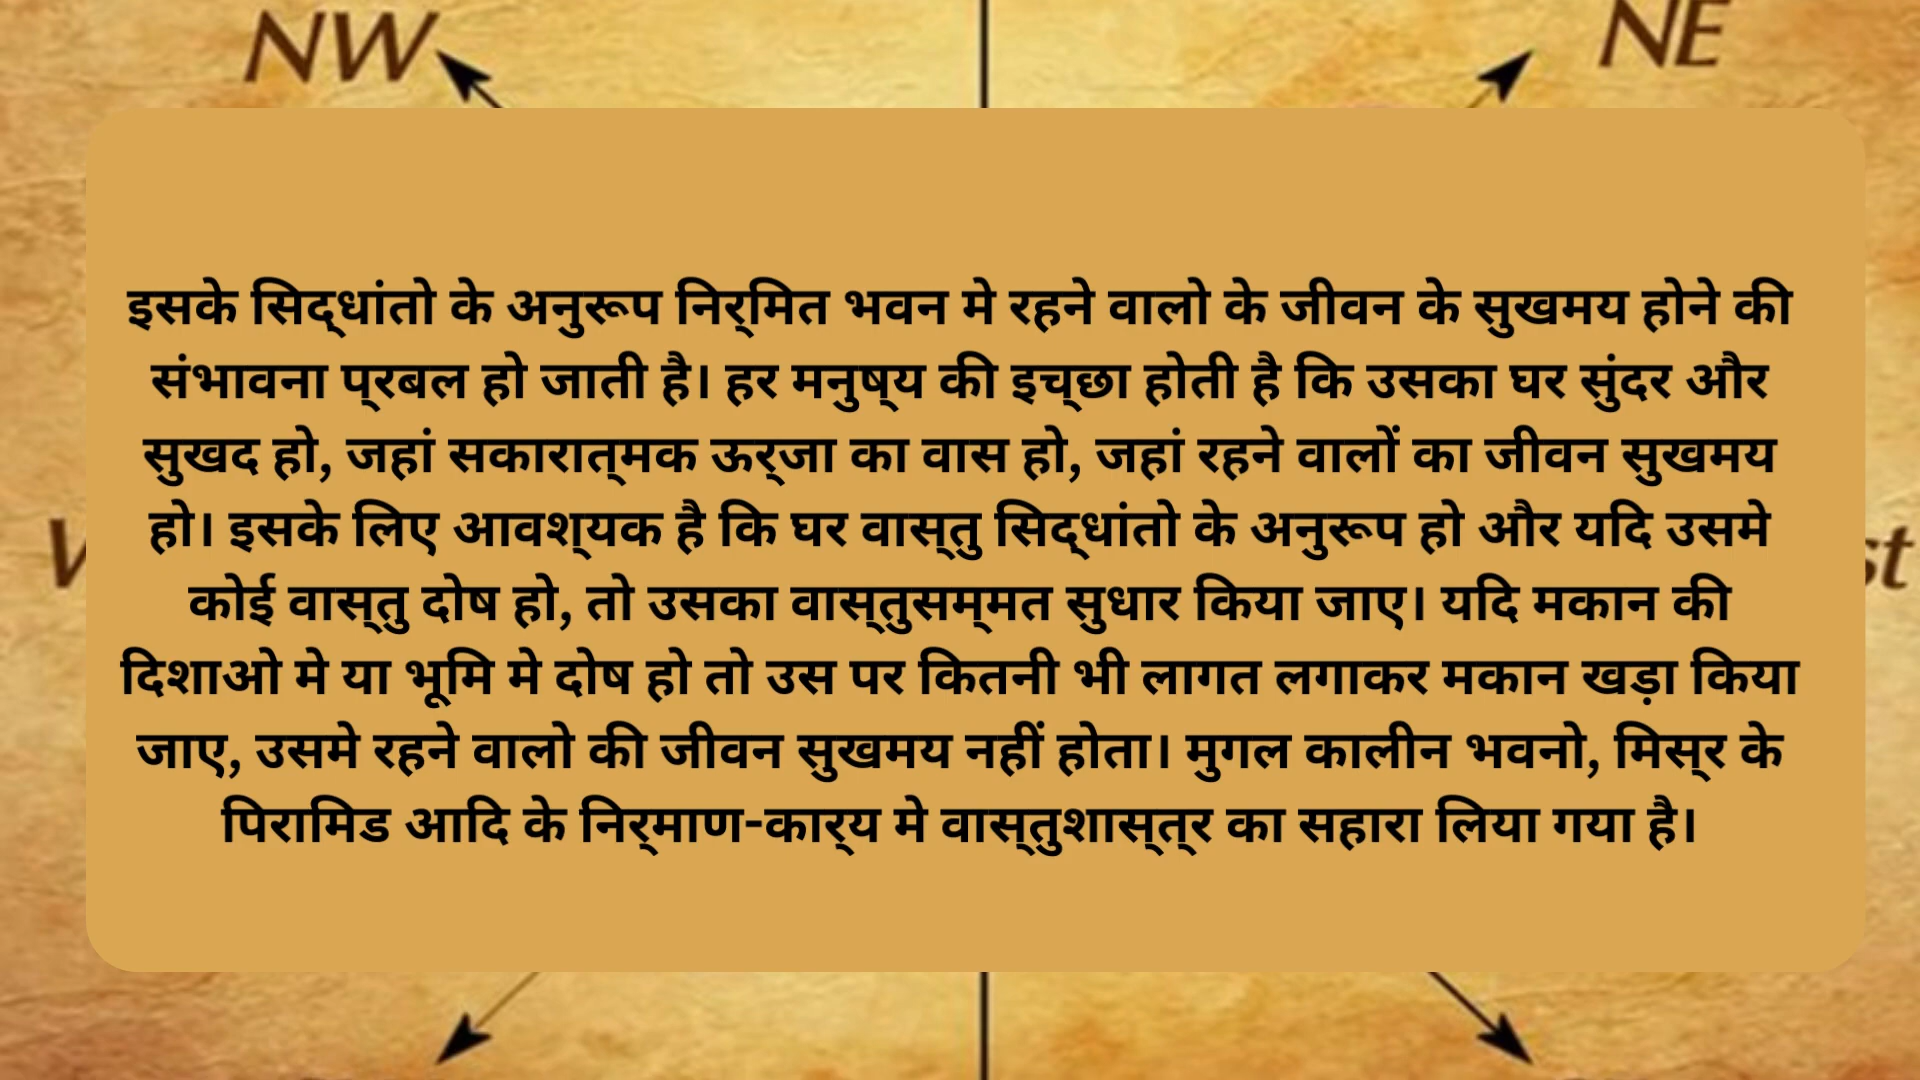 NW
NE
इसके सिद्धांतो के अनुरूप निर्मित भवन मे रहने वालो के जीवन के सुखमय होने की
संभावना प्रबल हो जाती है। हर मनुष्य की इच्छा होती है कि उसका घर सुंदर और
सुखद हो, जहां सकारात्मक ऊर्जा का वास हो, जहां रहने वालों का जीवन सुखमय
हो। इसके लिए आवश्यक है कि घर वास्तु सिद्धांतो के अनुरूप हो और यदि उसमे
कोई वास्तु दोष हो, तो उसका वास्तुसम्मत सुधार किया जाए। यदि मकान की
दिशाओ मे या भूमि मे दोष हो तो उस पर कितनी भी लागत लगाकर मकान खड़ा किया
जाए, उसमे रहने वालो की जीवन सुखमय नहीं होता। मुगल कालीन भवनो, मिस्र के
पिरामिड आदि के निर्माण-कार्य मे वास्तुशास्त्र का सहारा लिया गया है।